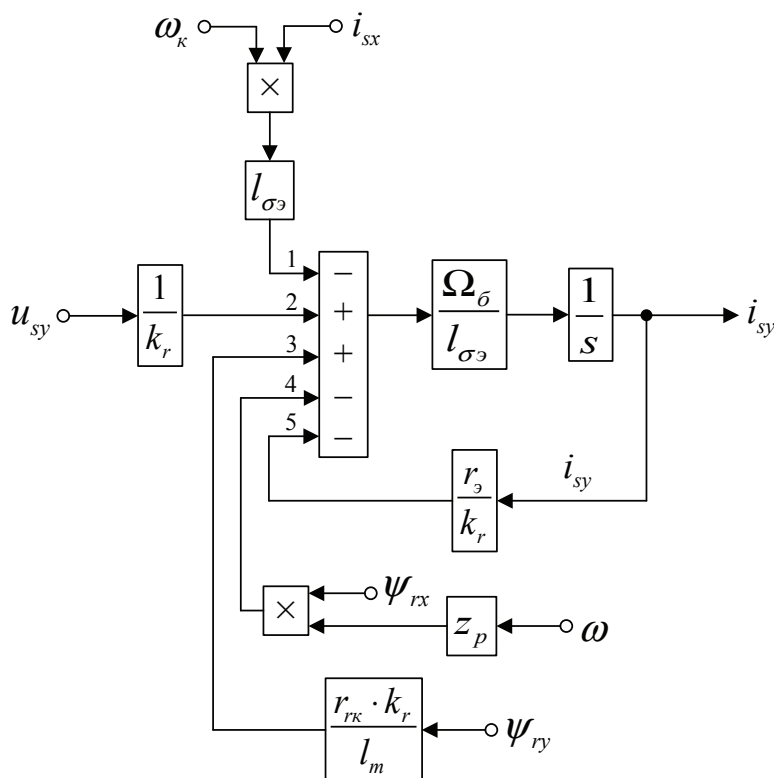 ω_к i_sx
×
l_σэ
1 −
u_sy 1/k_r 2 + Ω_б/l_σэ 1/s i_sy
3 +
4 −
5 −
r_э/k_r i_sy
× ψ_rx
z_p ω
r_rк · k_r/l_m ψ_ry